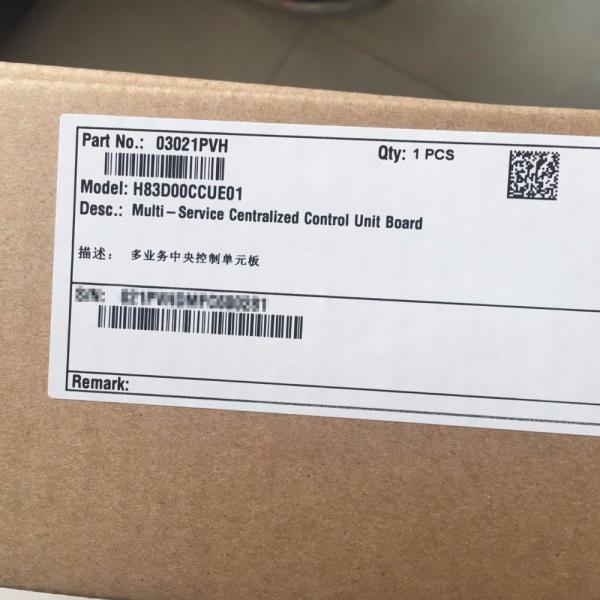 Part No.: 03021PVH
Qty: 1 PCS
Model: H83D00CCUE01
Desc.: Multi-Service Centralized Control Unit Board
描述: 多业务中央控制单元板
S/N:
Remark: